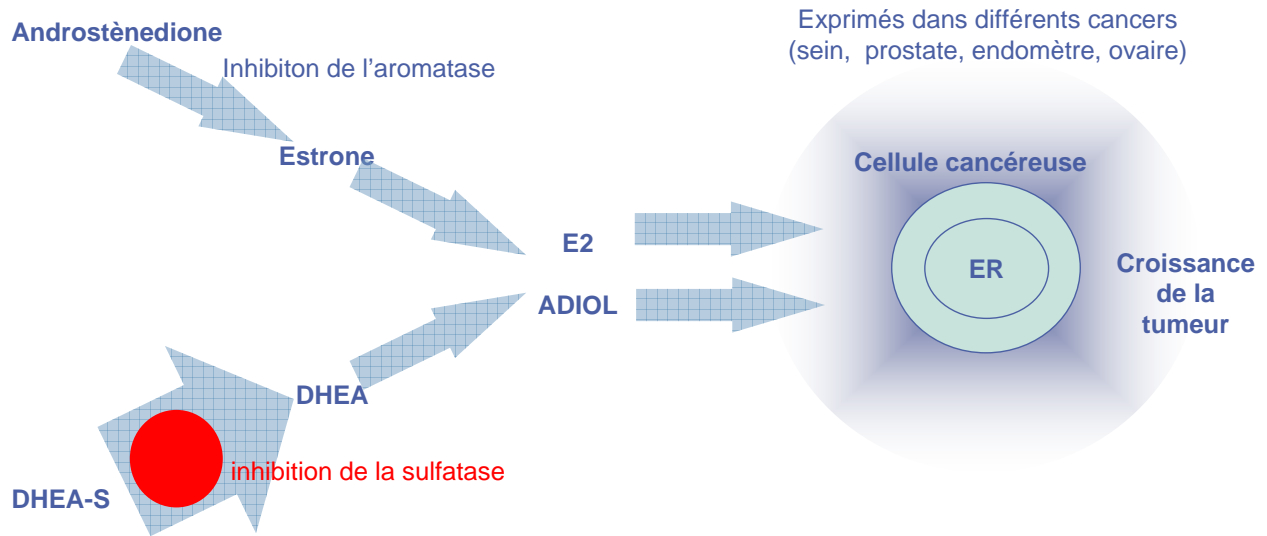 Androstènedione
Inhibiton de l'aromatase
Estrone
E2
ADIOL
DHEA
inhibition de la sulfatase
DHEA-S
Exprimés dans différents cancers
(sein, prostate, endomètre, ovaire)
Cellule cancéreuse
ER
Croissance
de la
tumeur